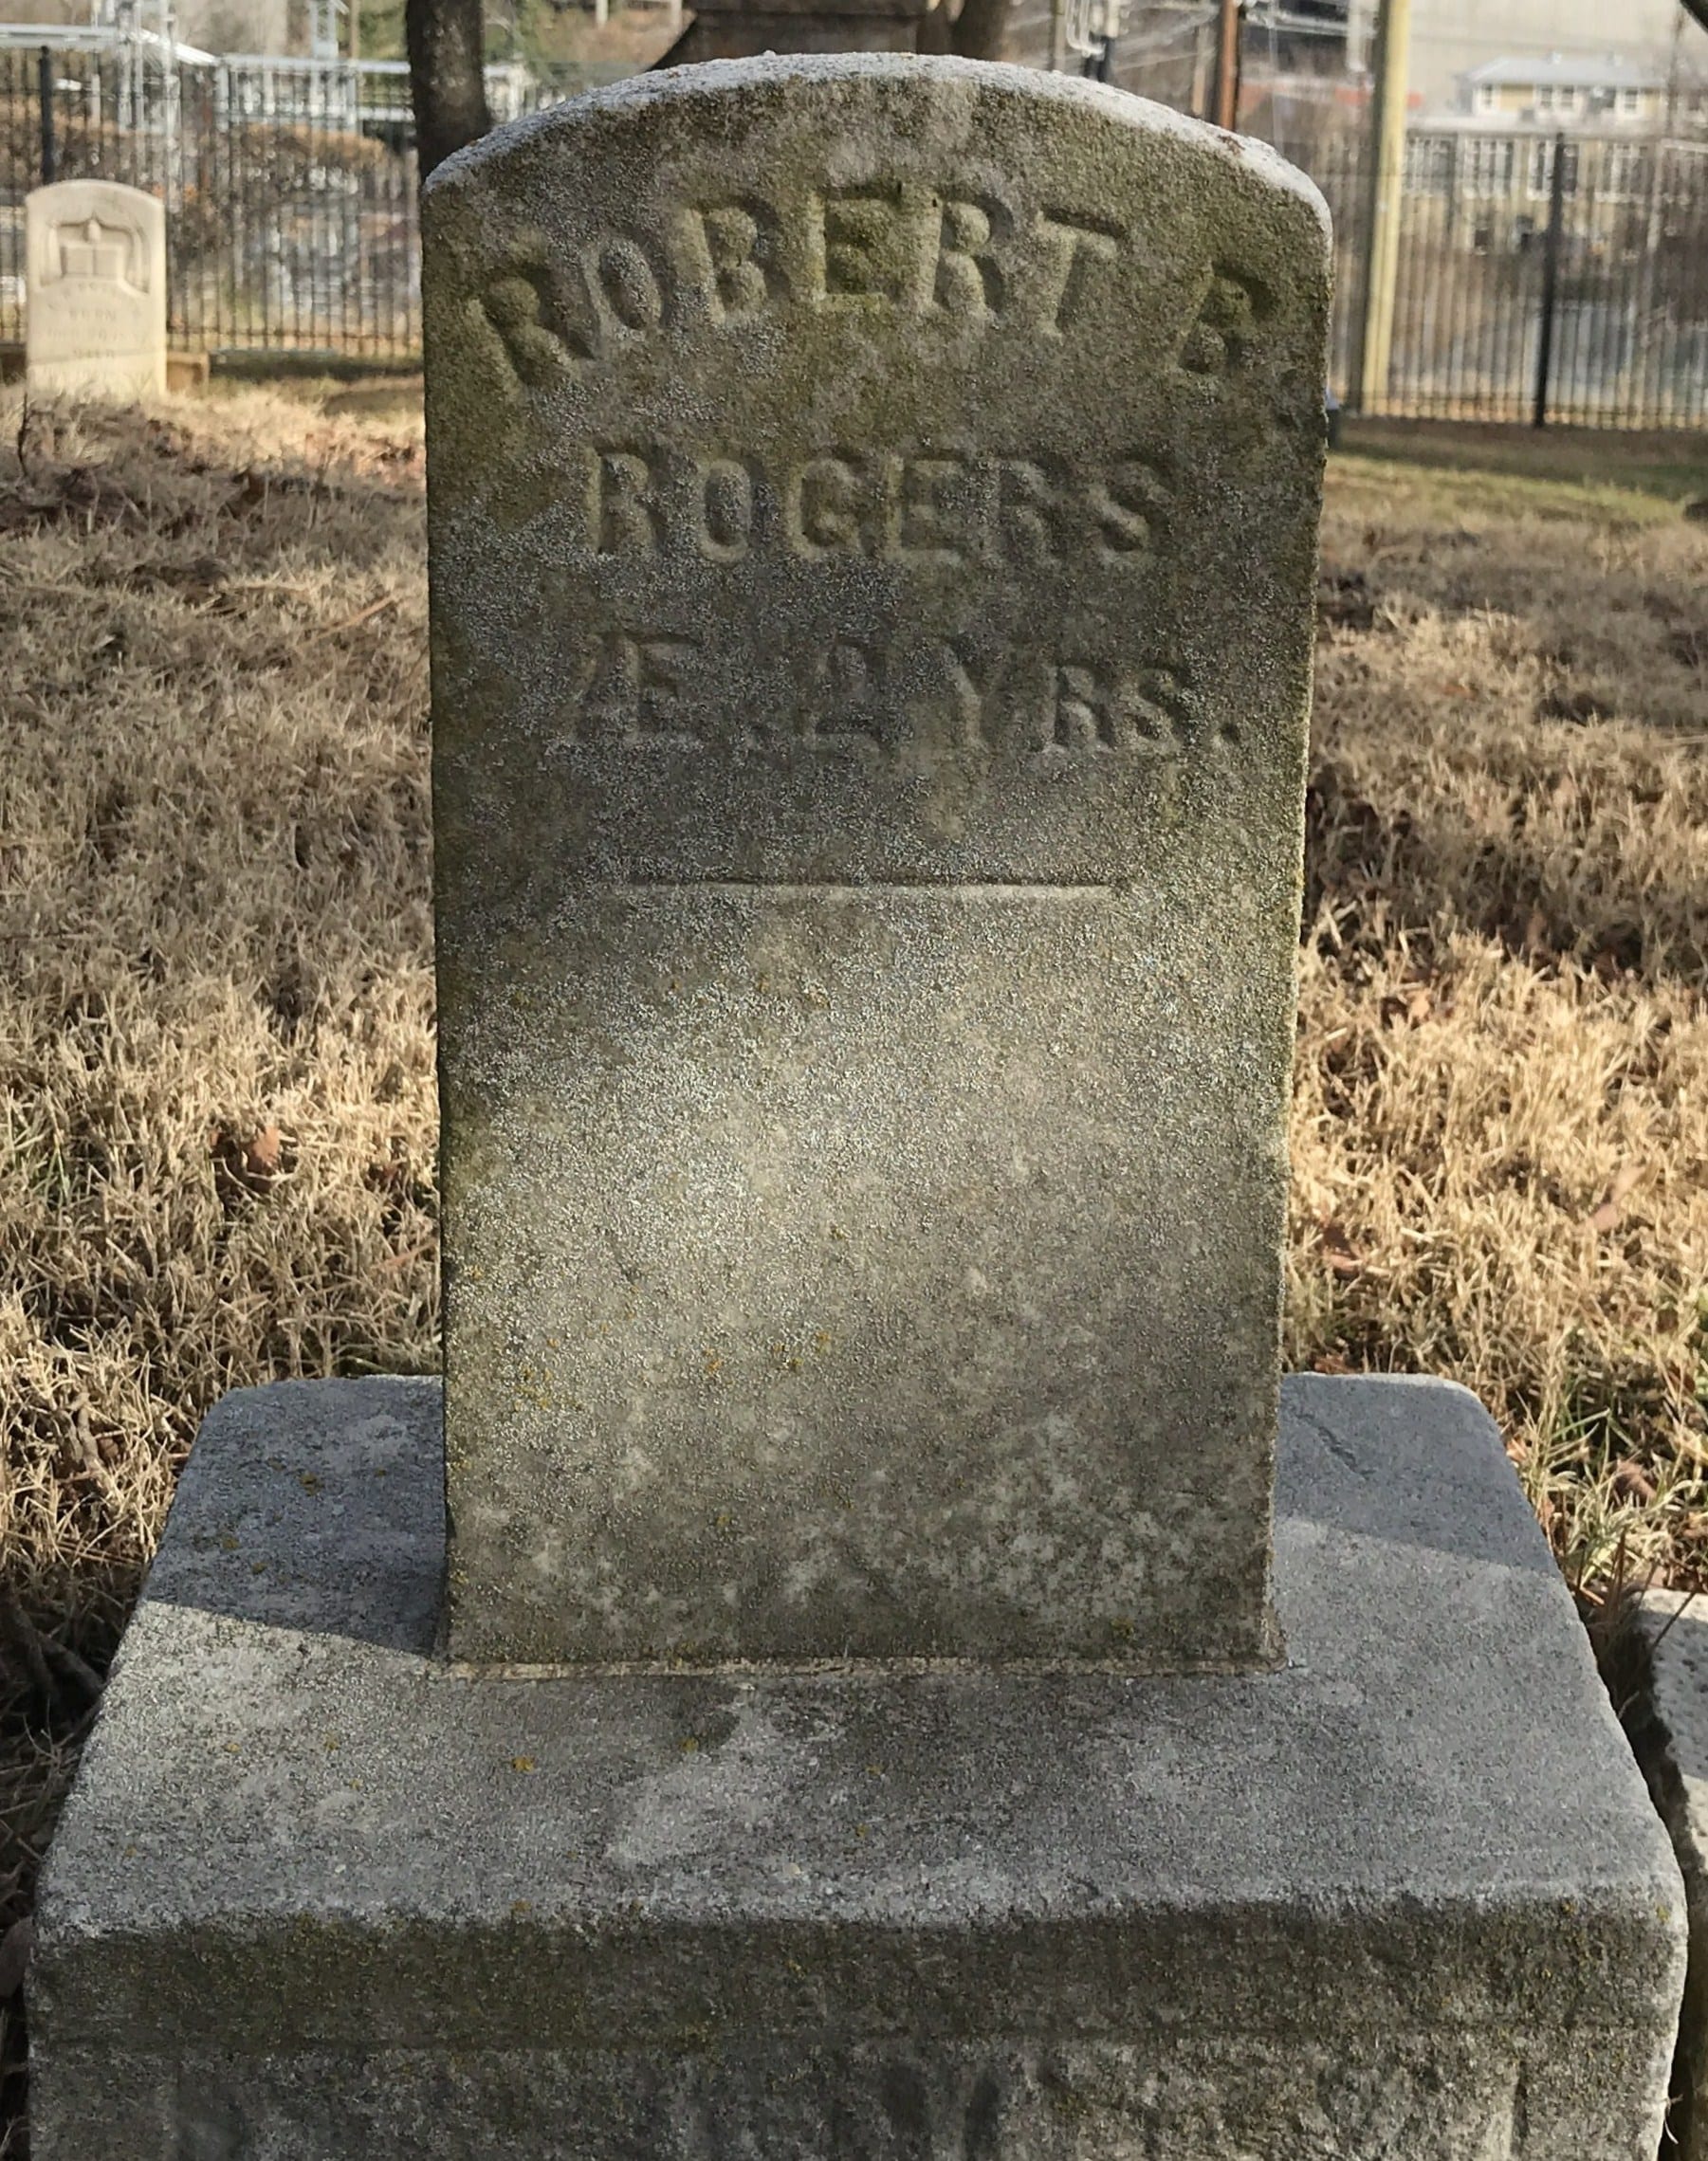 ROBERT B.
ROGERS
Æ. 2 YRS.